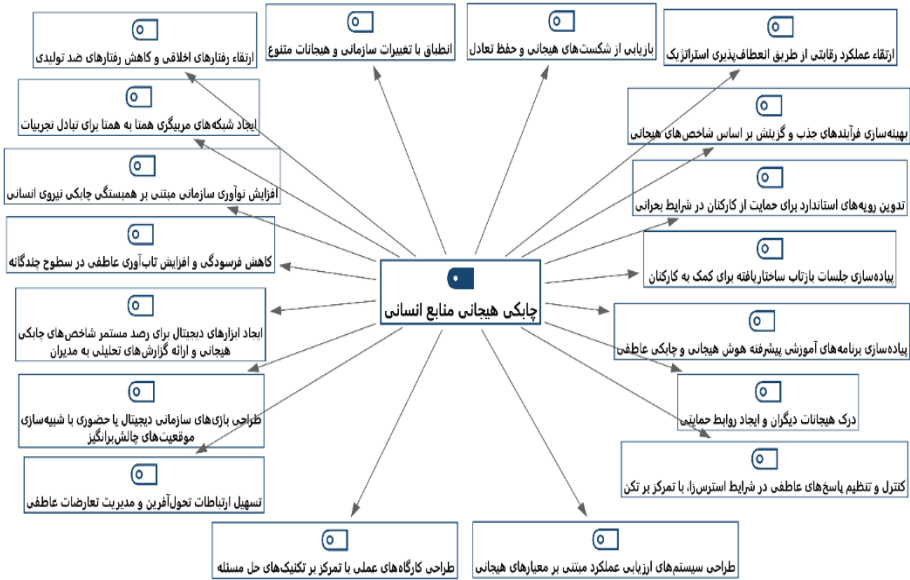 ارتقاء عملکرد رقابتی از طریق انعطاف‌پذیری استراتژیک
بازیابی از شکست‌های هیجانی و حفظ تعادل
انطباق با تغییرات سازمانی و هیجانات متنوع
ارتقاء رفتارهای اخلاقی و کاهش رفتارهای ضد تولیدی
بهینه‌سازی فرآیندهای جذب و گزینش بر اساس شاخص‌های هیجانی
ایجاد شبکه‌های مربیگری همتا به همتا برای تبادل تجربیات
تدوین رویه‌های استاندارد برای حمایت از کارکنان در شرایط بحرانی
افزایش نوآوری سازمانی مبتنی بر همبستگی چابکی نیروی انسانی
پیاده‌سازی جلسات بازتاب ساختاریافته برای کمک به کارکنان
کاهش فرسودگی و افزایش تاب‌آوری عاطفی در سطوح چندگانه
چابکی هیجانی منابع انسانی
پیاده‌سازی برنامه‌های آموزشی پیشرفته هوش هیجانی و چابکی عاطفی
ایجاد ابزارهای دیجیتال برای رصد مستمر شاخص‌های چابکی
هیجانی و ارائه گزارش‌های تحلیلی به مدیران
درک هیجانات دیگران و ایجاد روابط حمایتی
طراحی بازی‌های سازمانی دیجیتال یا حضوری با شبیه‌سازی
موقعیت‌های چالش‌برانگیز
کنترل و تنظیم پاسخ‌های عاطفی در شرایط استرس‌زا، با تمرکز بر تکن
تسهیل ارتباطات تحول‌آفرین و مدیریت تعارضات عاطفی
طراحی سیستم‌های ارزیابی عملکرد مبتنی بر معیارهای هیجانی
طراحی کارگاه‌های عملی با تمرکز بر تکنیک‌های حل مسئله